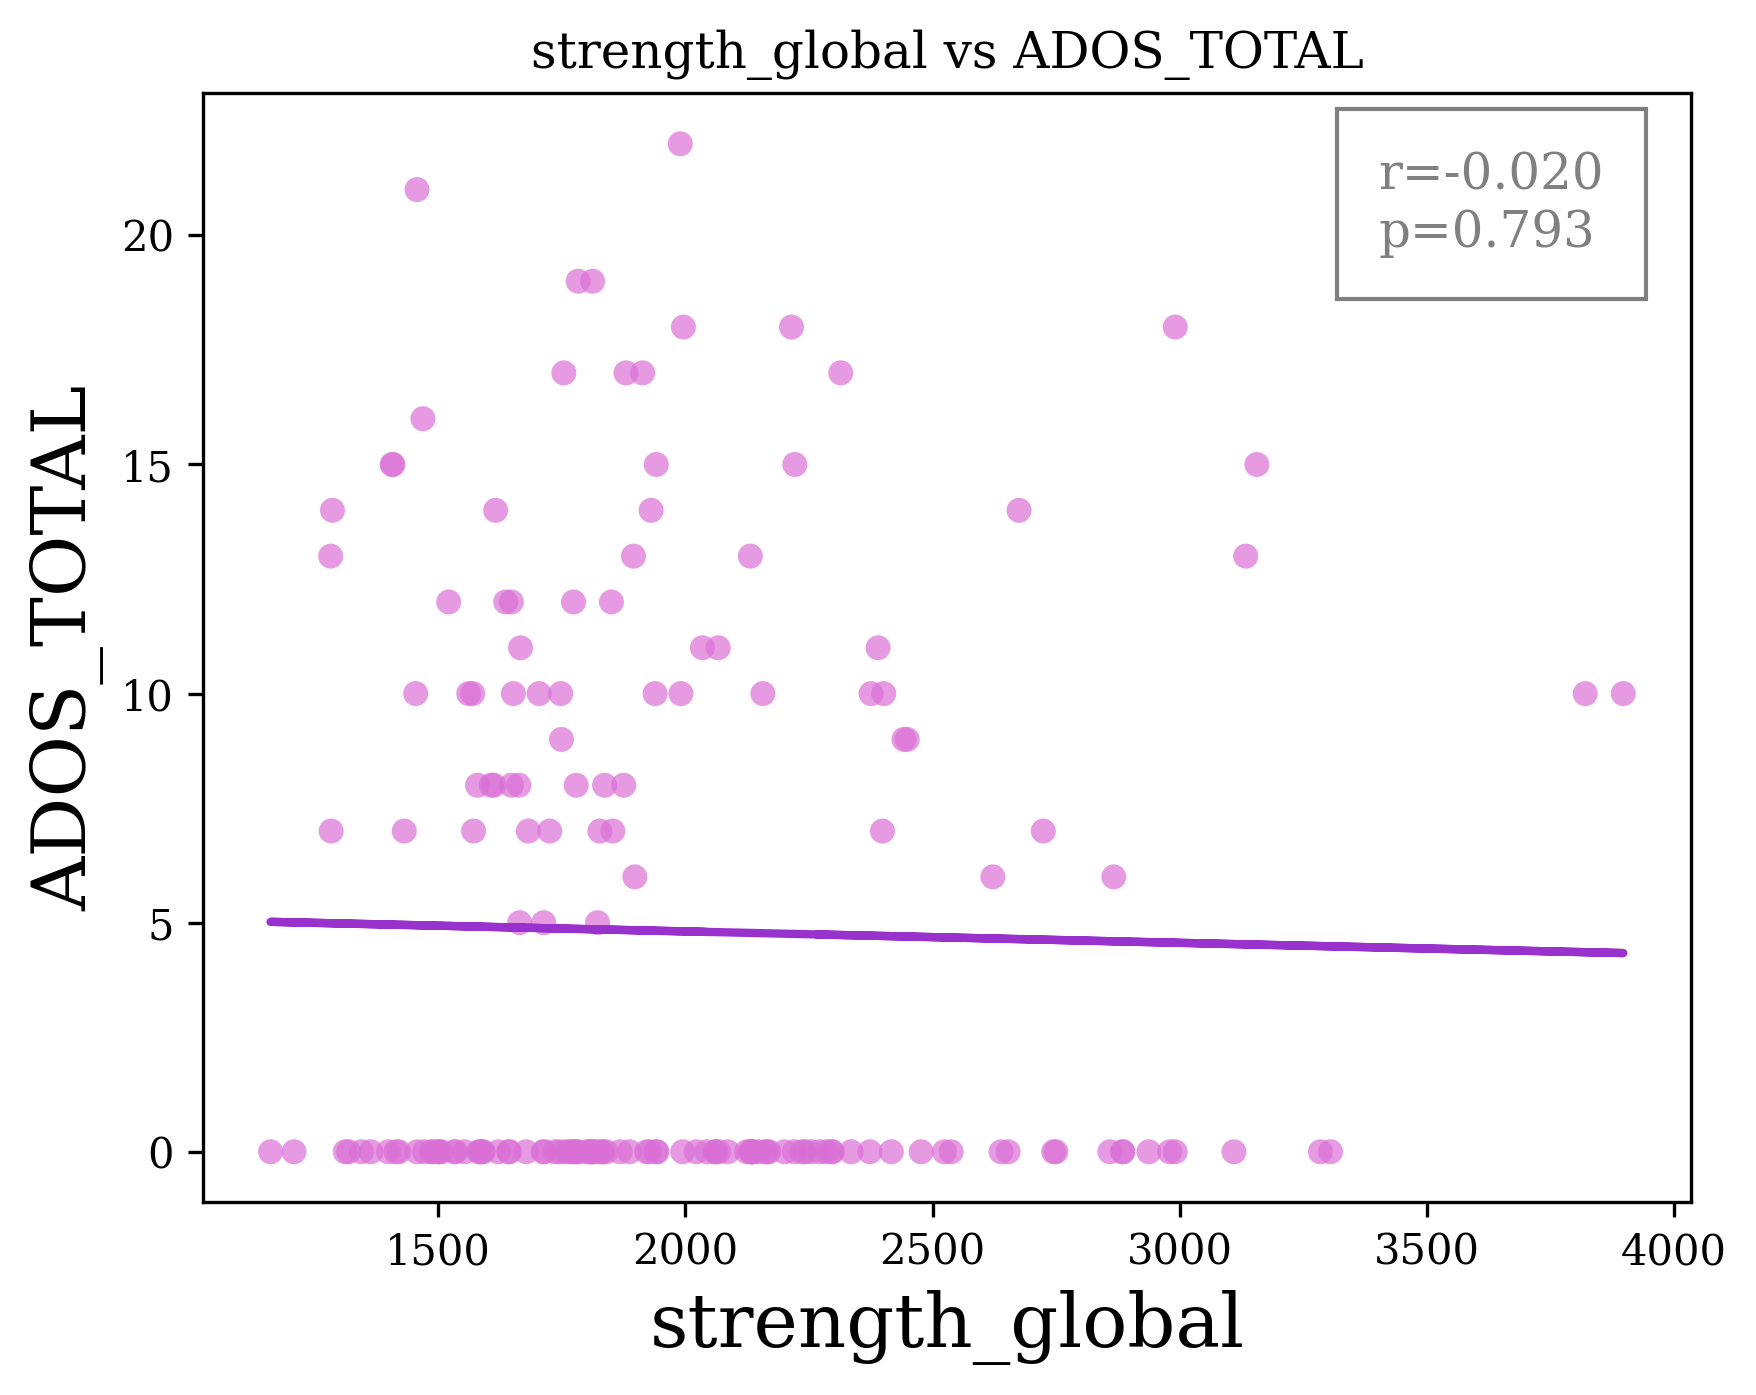 strength_global vs ADOS_TOTAL
r=-0.020
p=0.793
ADOS_TOTAL
20
15
10
5
0
1500 2000 2500 3000 3500 4000
strength_global